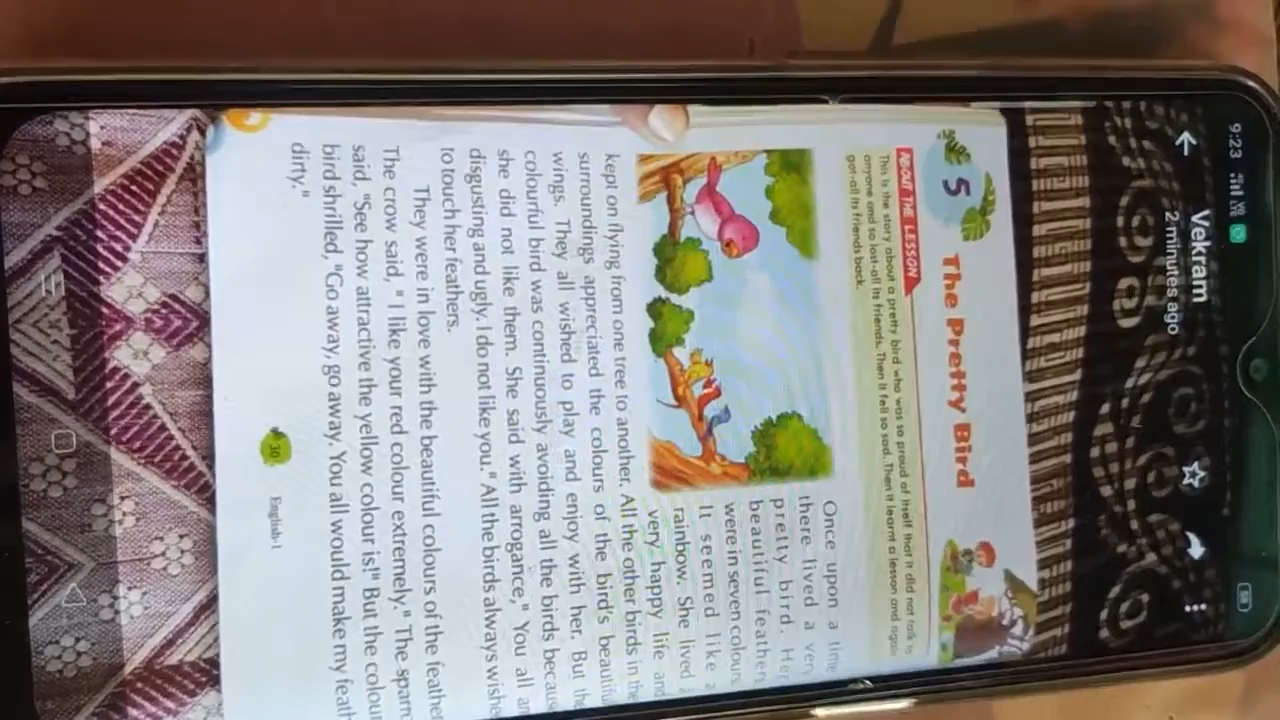 9:23
VO LTE
58
Vekram
2 minutes ago
5
The Pretty Bird
ABOUT THE LESSON
This is the story about a pretty bird who was so proud of itself that it did not talk to
anyone and so lost-all its friends. Then it fell so sad. Then it learnt a lesson and again
got-all its friends back.
Once upon a time
there lived a very
pretty bird. Her
beautiful feathers
were in seven colours
It seemed like a
rainbow. She lived a
very happy life and
kept on flying from one tree to another. All the other birds in the
surroundings appreciated the colours of the bird's beautiful
wings. They all wished to play and enjoy with her. But the
colourful bird was continuously avoiding all the birds because
she did not like them. She said with arrogance," You all ar
disgusting and ugly. I do not like you." All the birds always wishe
to touch her feathers.
They were in love with the beautiful colours of the feather
The crow said, " I like your red colour extremely." The sparro
said, "See how attractive the yellow colour is!" But the colour
bird shrilled, "Go away, go away. You all would make my feath
dirty."
30
English-1